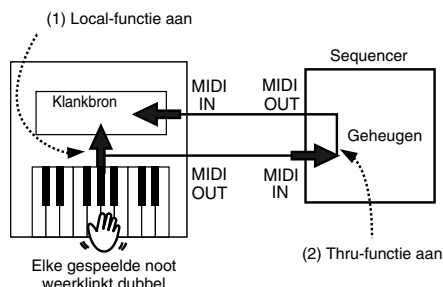 (1) Local-functie aan
Sequencer
Klankbron
MIDI
IN
MIDI
OUT
Geheugen
MIDI
OUT
MIDI
IN
(2) Thru-functie aan
Elke gespeelde noot
weerklinkt dubbel